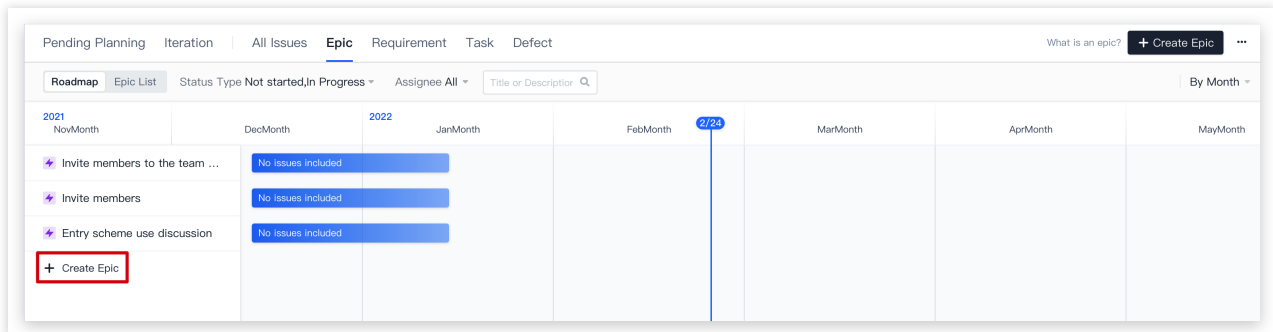 Pending Planning Iteration All Issues Epic Requirement Task Defect What is an epic? + Create Epic ...
Roadmap Epic List Status Type Not started,In Progress Assignee All Title or Description By Month
2021 2022
NovMonth DecMonth JanMonth FebMonth 2/24 MarMonth AprMonth MayMonth
Invite members to the team ... No issues included
Invite members No issues included
Entry scheme use discussion No issues included
+ Create Epic